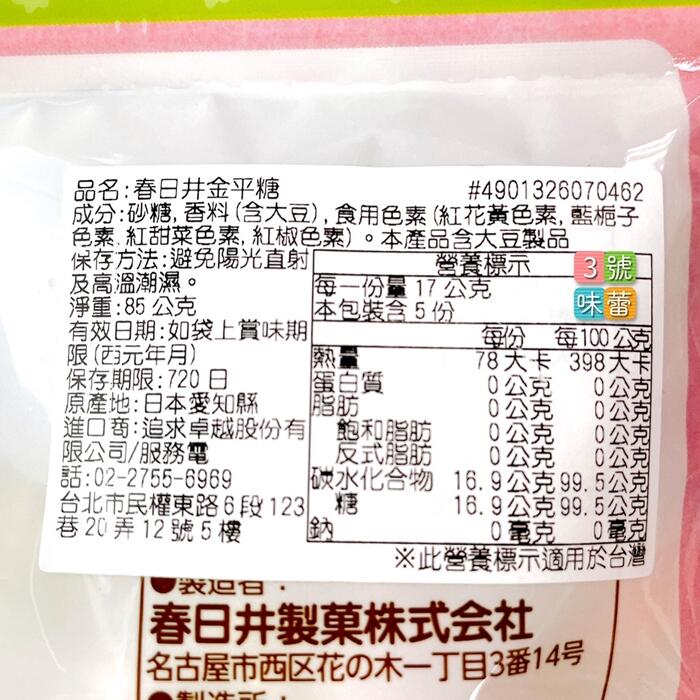 品名:春日井金平糖 #4901326070462
成分:砂糖,香料(含大豆),食用色素(紅花黃色素,藍梔子
色素,紅甜菜色素,紅椒色素)。本產品含大豆製品
保存方法:避免陽光直射
及高溫潮濕。
淨重:85公克
有效日期:如袋上賞味期
限(西元年月)
保存期限:720日
原產地:日本愛知縣
進口商:追求卓越股份有
限公司/服務電
話:02-2755-6969
台北市民權東路6段123
巷20弄12號5樓
營養標示
3號
味蕾
每一份量17公克
本包裝含5份
每份 每100公克
熱量 78大卡 398大卡
蛋白質 0公克 0公克
脂肪 0公克 0公克
飽和脂肪 0公克 0公克
反式脂肪 0公克 0公克
碳水化合物 16.9公克 99.5公克
糖 16.9公克 99.5公克
鈉 0毫克 0毫克
※此營養標示適用於台灣
●製造者:
春日井製菓株式会社
名古屋市西区花の木一丁目3番14号
●製造所: